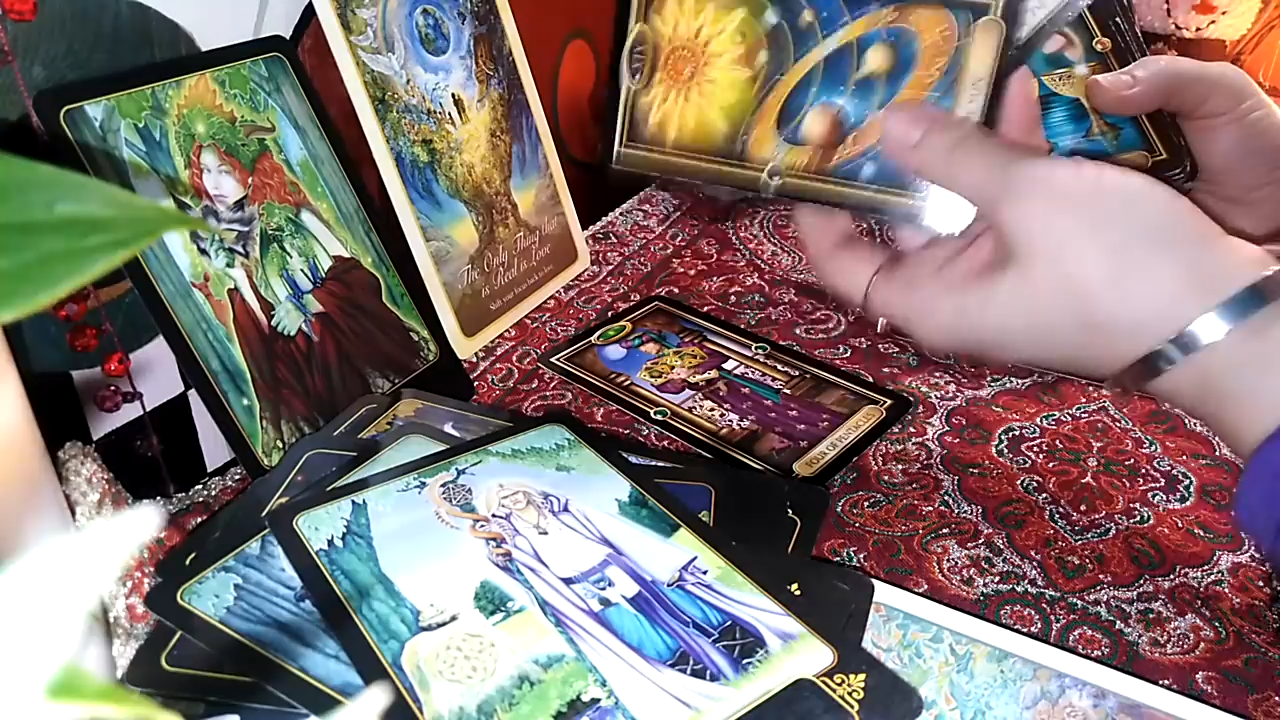 The Only Thing that
is Real is Love
Shift your focus back to love.
FOUR OF PENTACLES